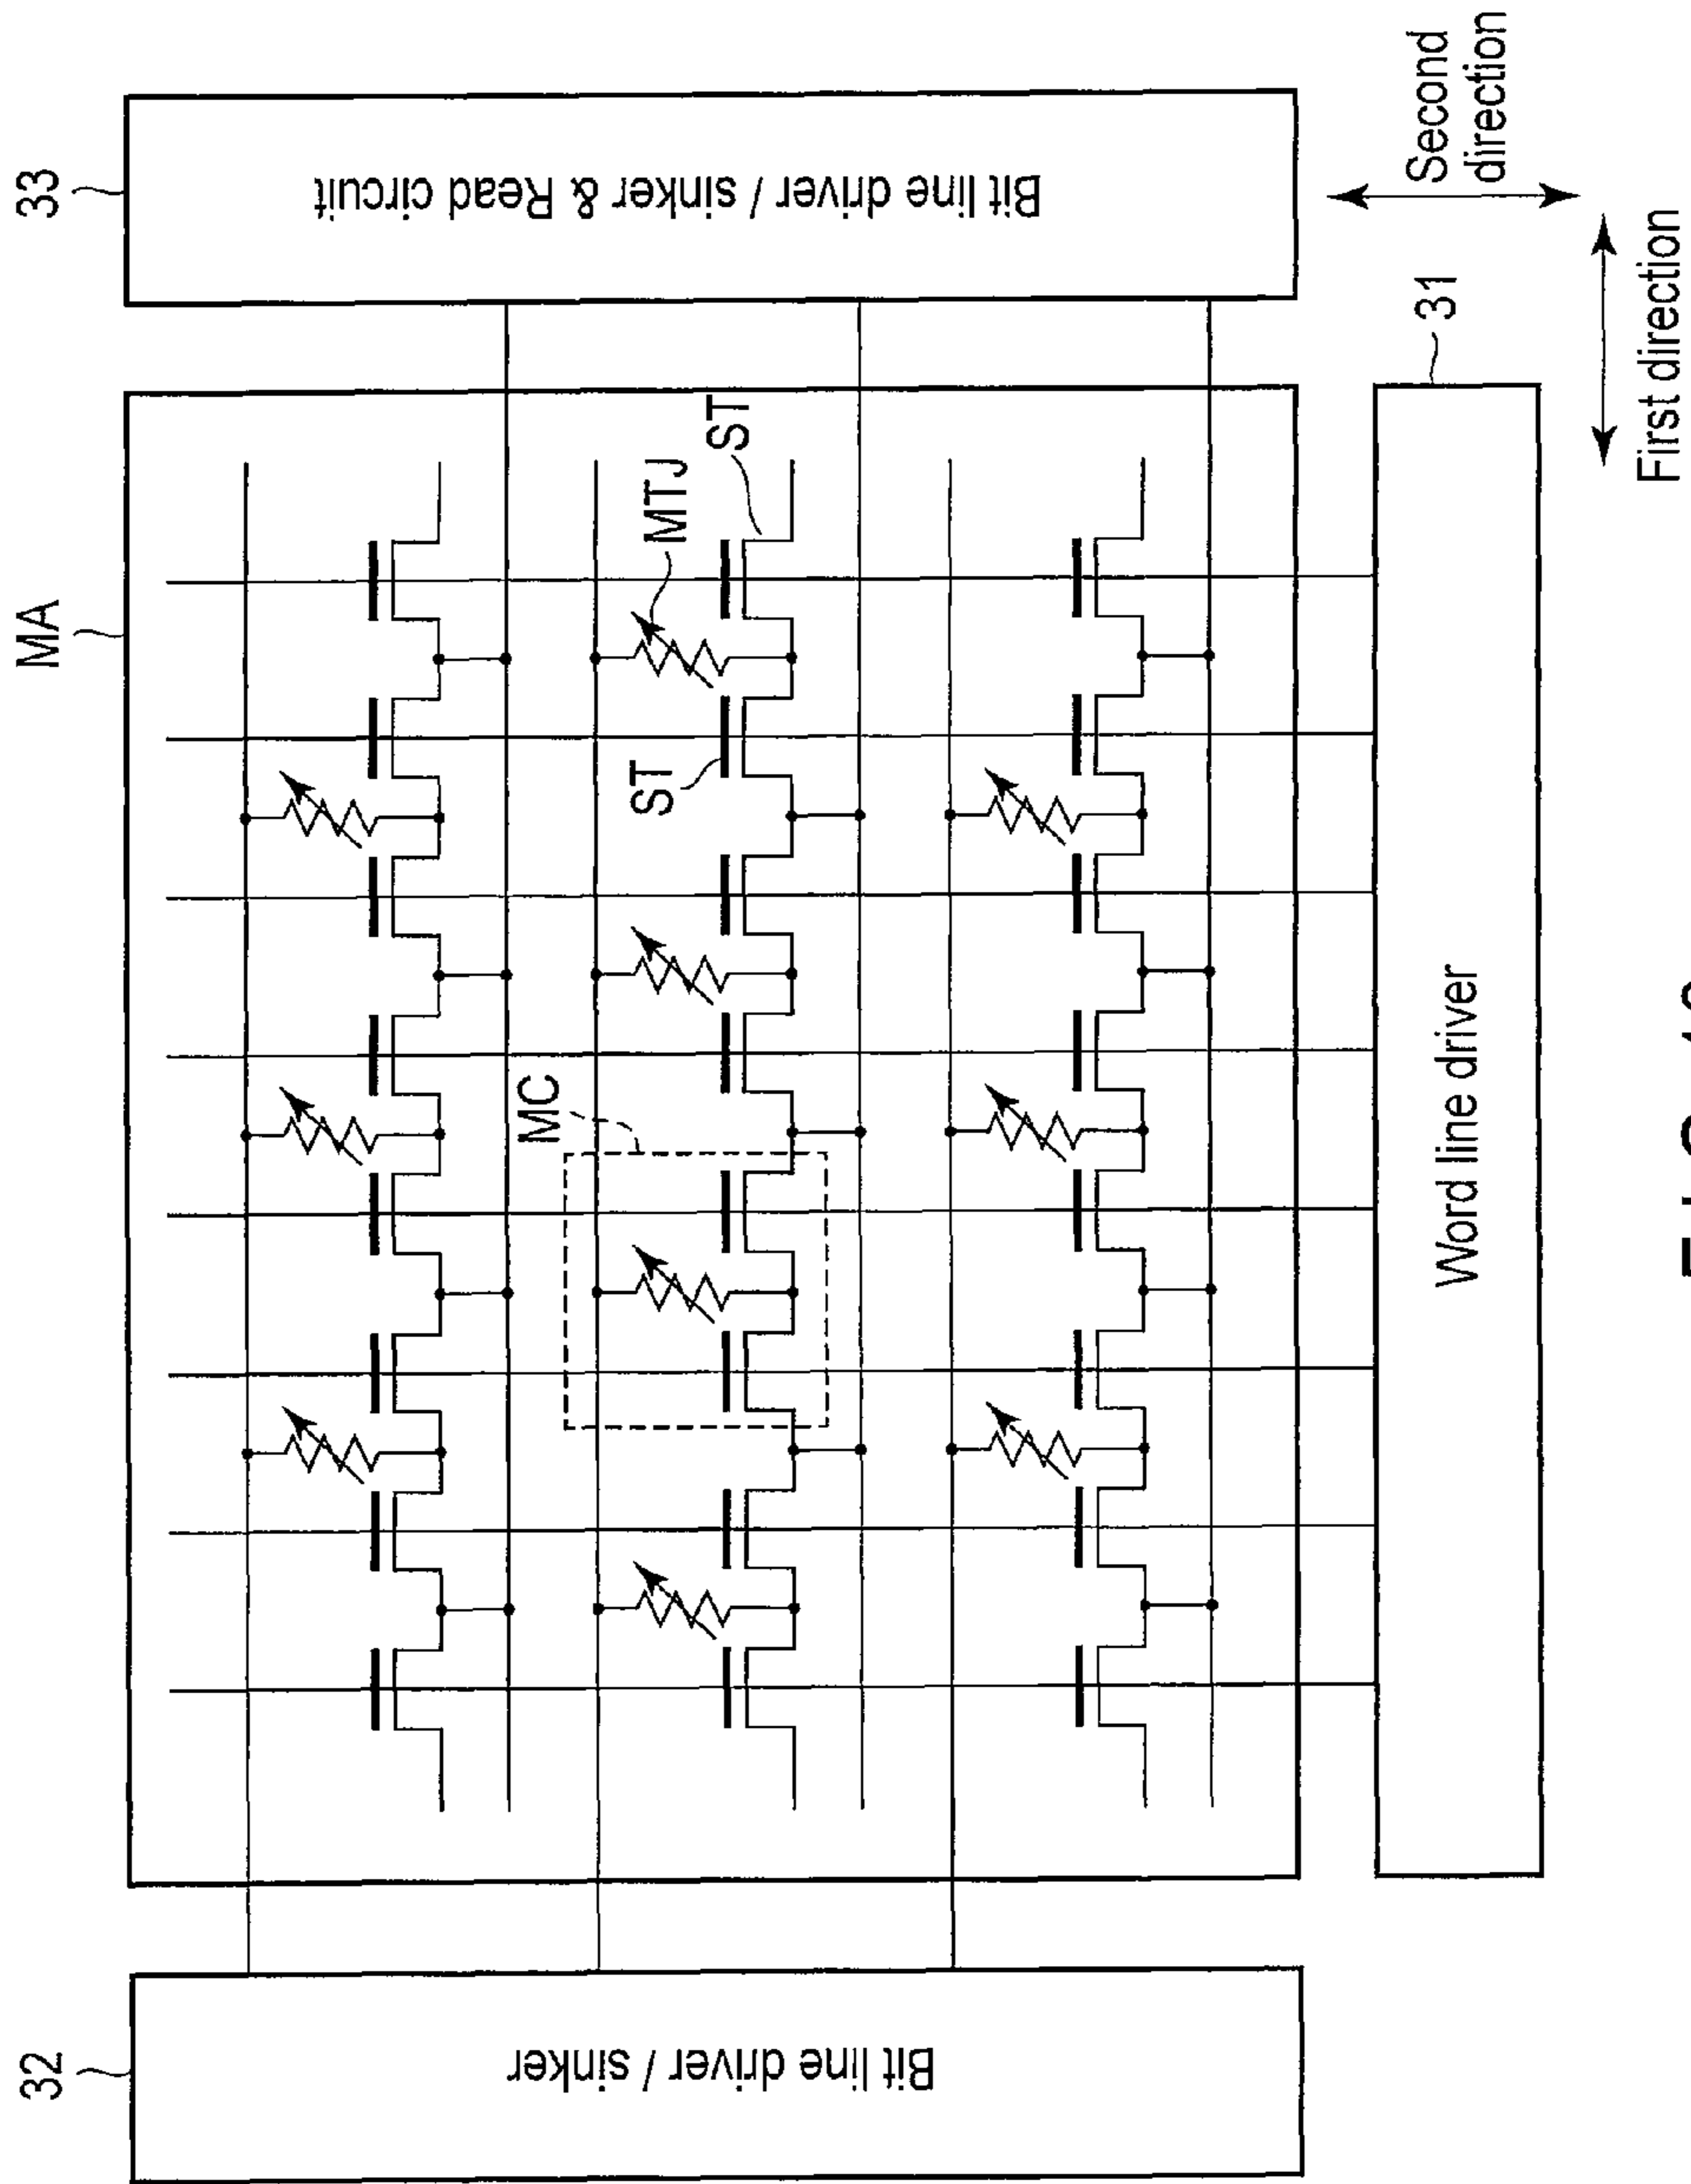 33
Bit line driver / sinker & Read circuit
Second
direction
First direction
MA
31
ST
MTJ
ST
MC
Word line driver
32
Bit line driver / sinker